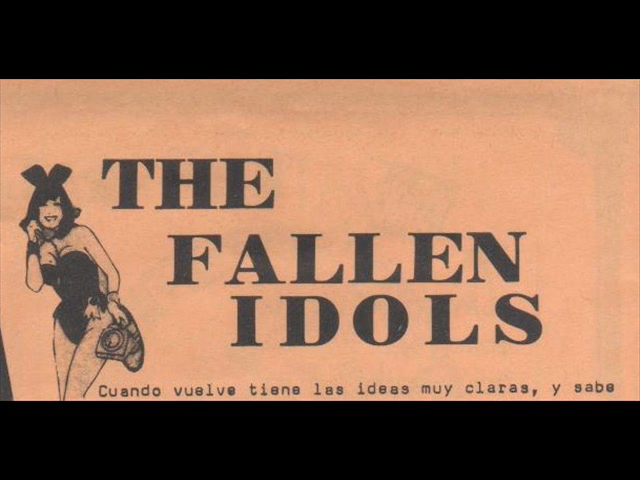 THE
FALLEN
IDOLS
Cuando vuelve tiene las ideas muy claras, y sabe